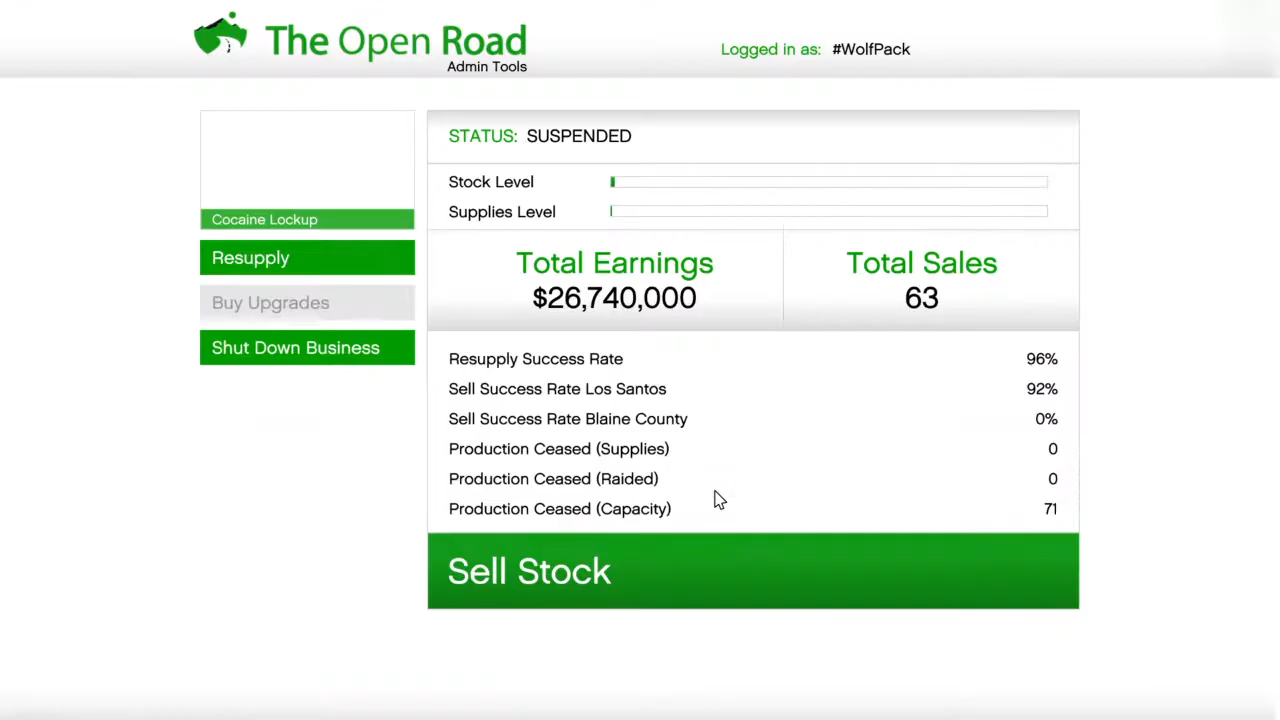 The Open Road
Admin Tools
Logged in as: #WolfPack
Cocaine Lockup
Resupply
Buy Upgrades
Shut Down Business
STATUS: SUSPENDED
Stock Level
Supplies Level
Total Earnings
$26,740,000
Total Sales
63
Resupply Success Rate 96%
Sell Success Rate Los Santos 92%
Sell Success Rate Blaine County 0%
Production Ceased (Supplies) 0
Production Ceased (Raided) 0
Production Ceased (Capacity) 71
Sell Stock